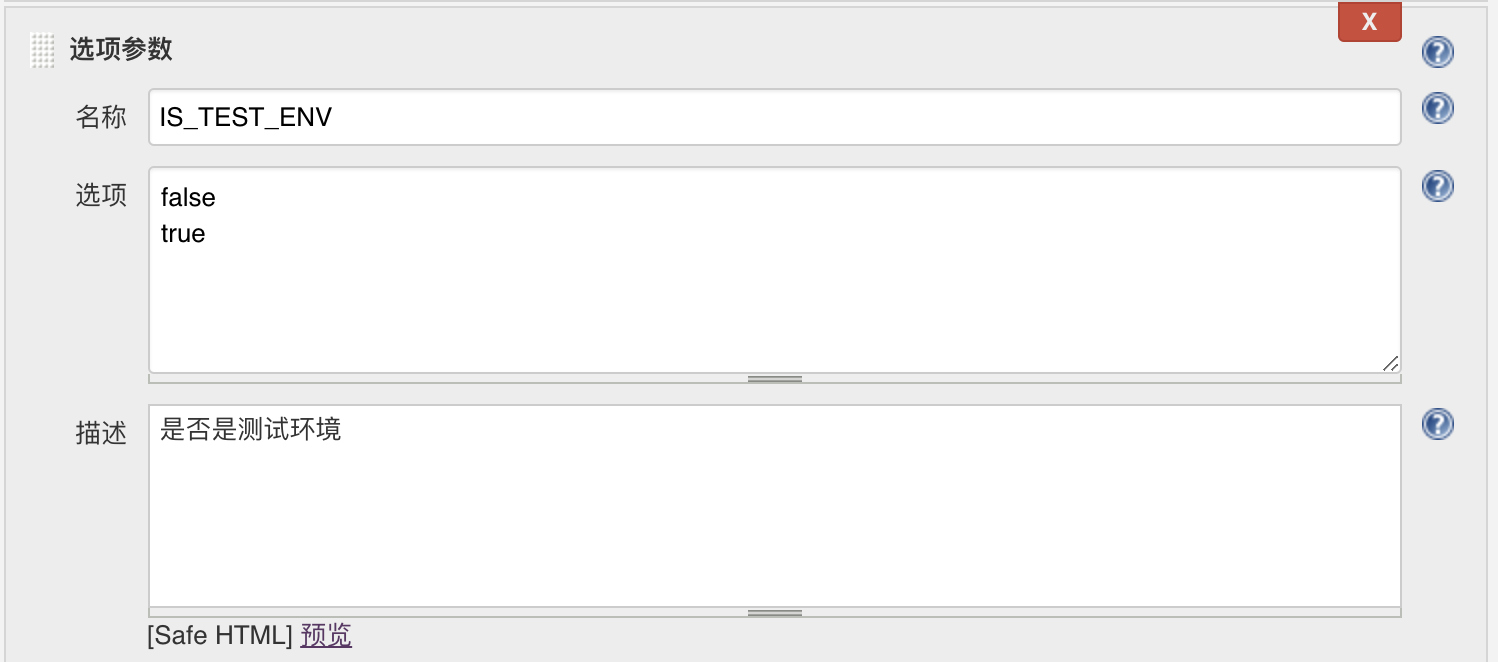 X
选项参数
名称
IS_TEST_ENV
选项
false
true
描述
是否是测试环境
[Safe HTML] 预览